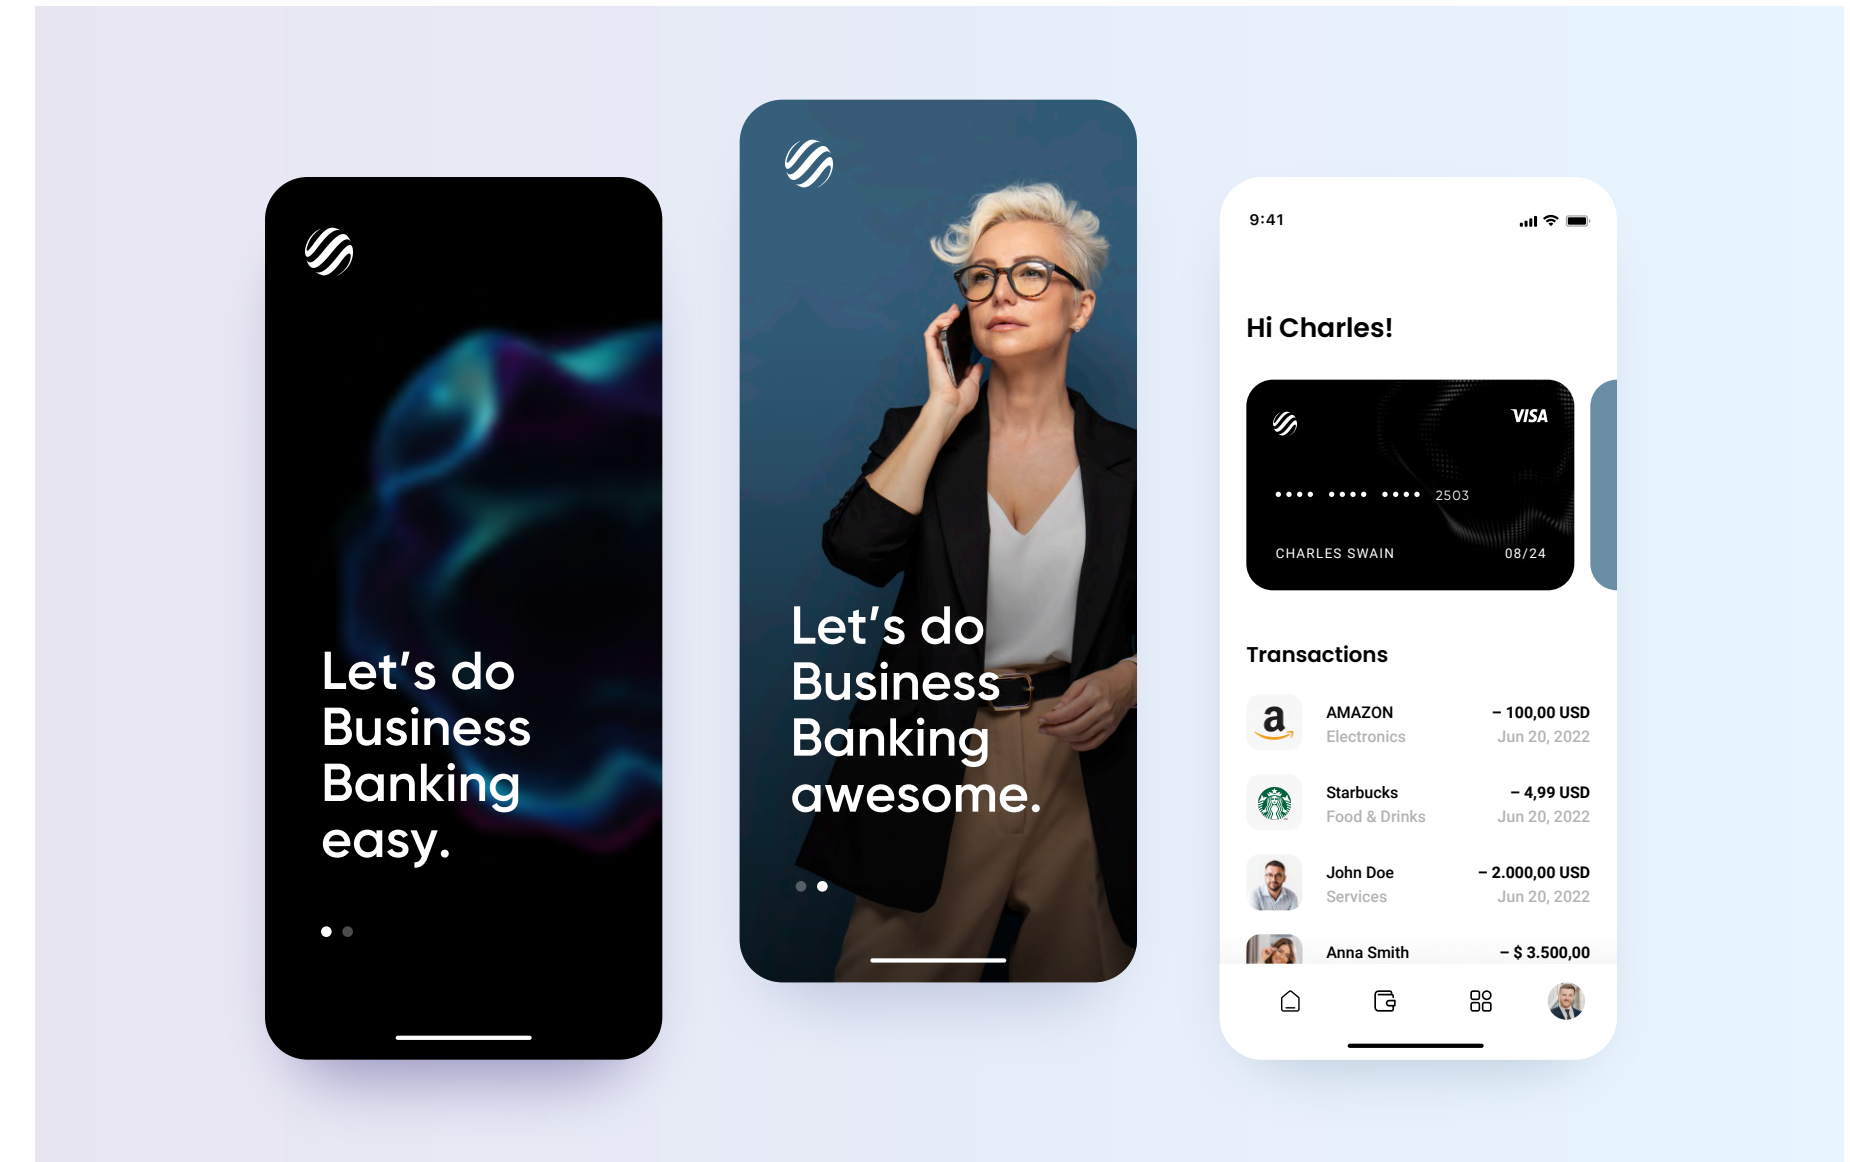 Let's do
Business
Banking
easy.
Let's do
Business
Banking
awesome.
9:41
Hi Charles!
VISA
•••• •••• •••• 2503
CHARLES SWAIN 08/24
Transactions
a
AMAZON – 100,00 USD
Electronics Jun 20, 2022
Starbucks – 4,99 USD
Food & Drinks Jun 20, 2022
John Doe – 2.000,00 USD
Services Jun 20, 2022
Anna Smith – $ 3.500,00